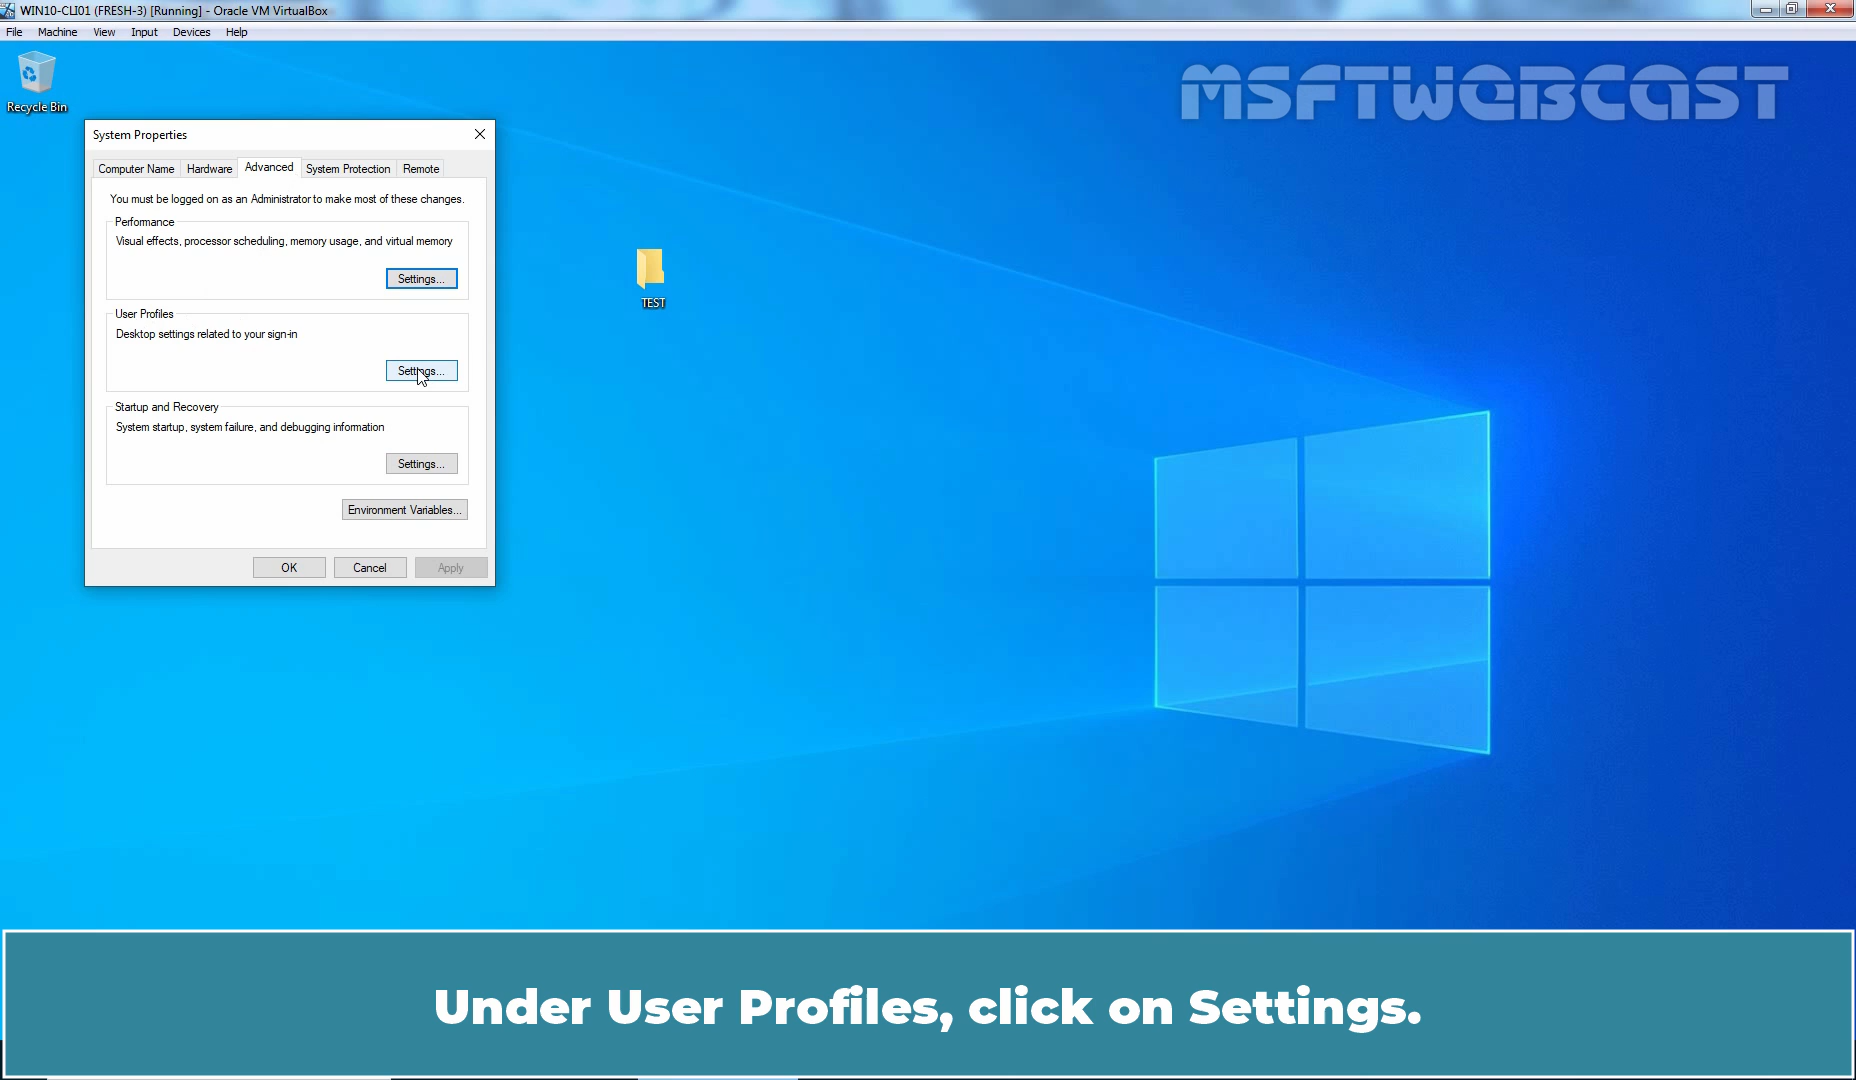 WIN10-CLI01 (FRESH-3) [Running] - Oracle VM VirtualBox
File Machine View Input Devices Help
MSFTWEBCAST
Recycle Bin
System Properties
Computer Name Hardware Advanced System Protection Remote
You must be logged on as an Administrator to make most of these changes.
Performance
Visual effects, processor scheduling, memory usage, and virtual memory
Settings...
TEST
User Profiles
Desktop settings related to your sign-in
Settings...
Startup and Recovery
System startup, system failure, and debugging information
Settings...
Environment Variables...
OK Cancel Apply
Under User Profiles, click on Settings.